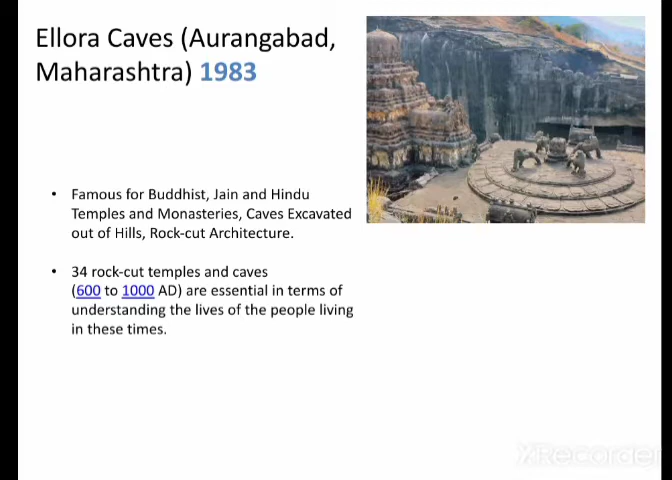 Ellora Caves (Aurangabad,
Maharashtra) 1983
• Famous for Buddhist, Jain and Hindu
Temples and Monasteries, Caves Excavated
out of Hills, Rock-cut Architecture.
• 34 rock-cut temples and caves
(600 to 1000 AD) are essential in terms of
understanding the lives of the people living
in these times.
XRecorder